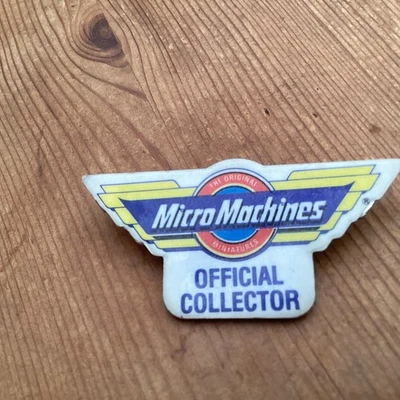 THE ORIGINAL
Micro Machines
MINIATURES
®
OFFICIAL
COLLECTOR